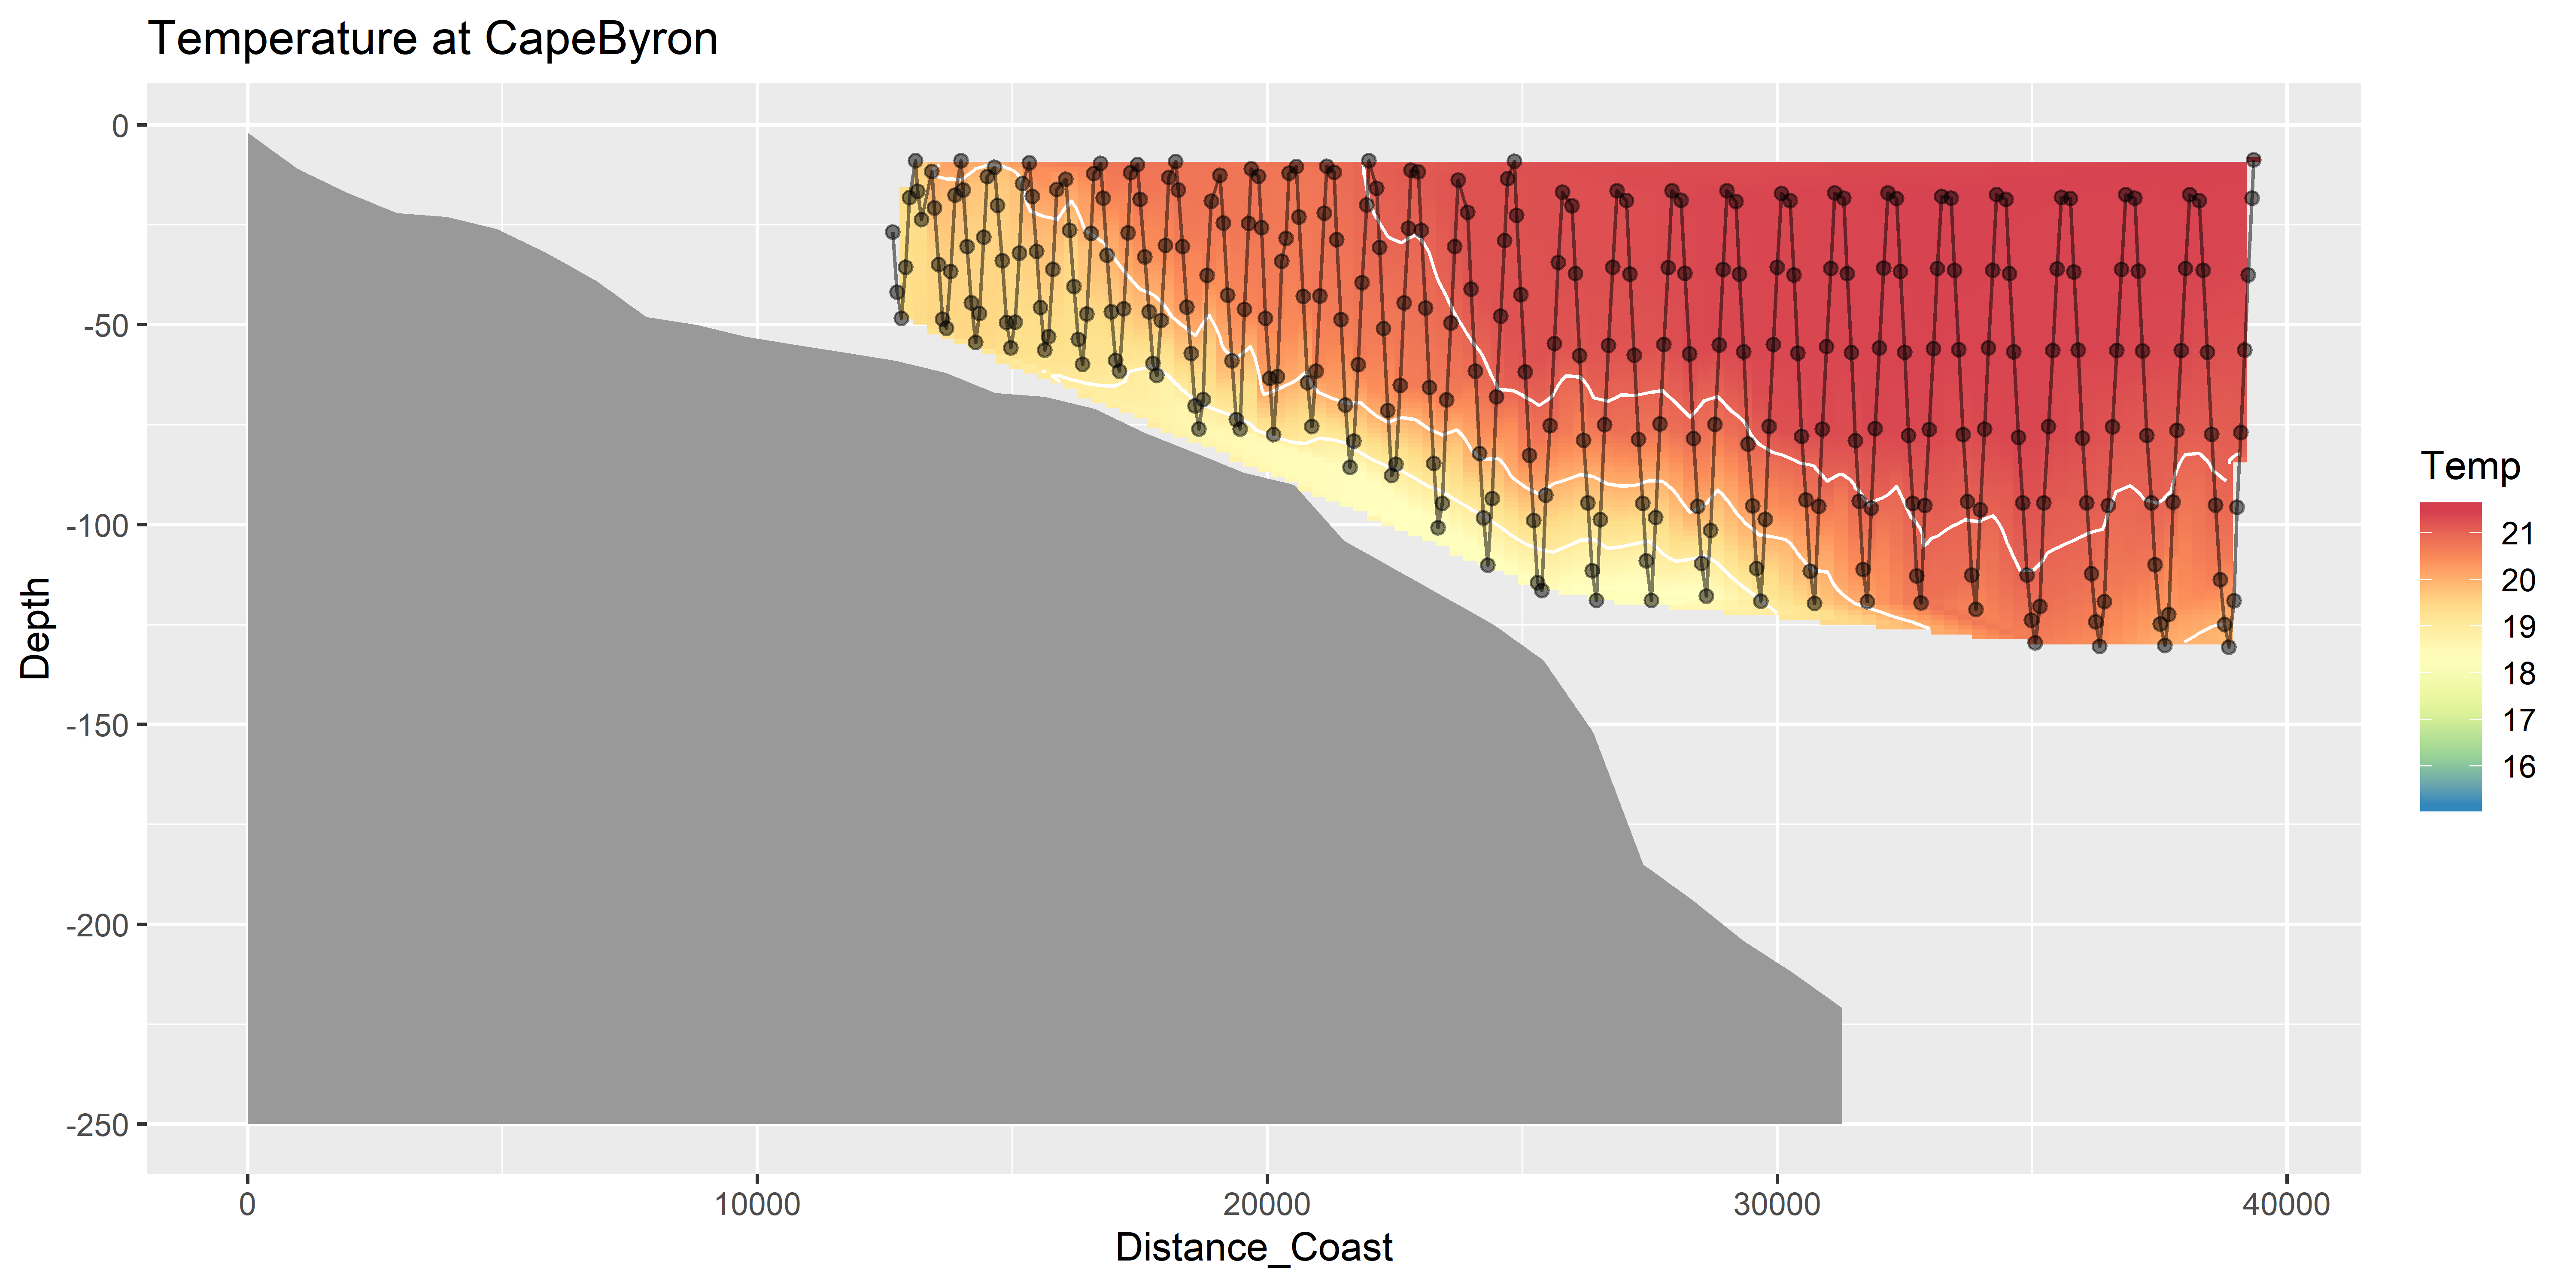 Temperature at CapeByron
0
-50
-100
-150
-200
-250
Depth
0 10000 20000 30000 40000
Distance_Coast
Temp
21
20
19
18
17
16